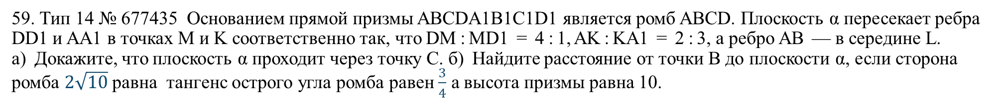 59. Тип 14 № 677435 Основанием прямой призмы ABCDA1B1C1D1 является ромб ABCD. Плоскость α пересекает ребра
DD1 и AA1 в точках M и K соответственно так, что DM : MD1 = 4 : 1, AK : KA1 = 2 : 3, а ребро AB — в середине L.
а) Докажите, что плоскость α проходит через точку C. б) Найдите расстояние от точки B до плоскости α, если сторона
ромба 2√10 равна тангенс острого угла ромба равен 3/4 а высота призмы равна 10.